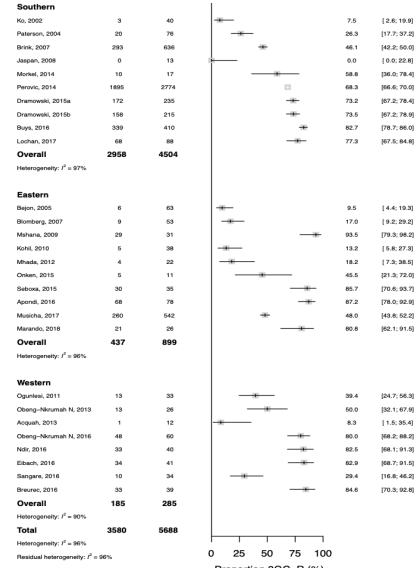 Southern
Ko, 2002 3 40 7.5 [ 2.6; 19.9]
Paterson, 2004 20 76 26.3 [17.7; 37.2]
Brink, 2007 293 636 46.1 [42.2; 50.0]
Jaspan, 2008 0 13 0.0 [ 0.0; 22.8]
Morkel, 2014 10 17 58.8 [36.0; 78.4]
Perovic, 2014 1895 2774 68.3 [66.6; 70.0]
Dramowski, 2015a 172 235 73.2 [67.2; 78.4]
Dramowski, 2015b 158 215 73.5 [67.2; 78.9]
Buys, 2016 339 410 82.7 [78.7; 86.0]
Lochan, 2017 68 88 77.3 [67.5; 84.8]
Overall 2958 4504
Heterogeneity: I² = 97%
Eastern
Bejon, 2005 6 63 9.5 [ 4.4; 19.3]
Blomberg, 2007 9 53 17.0 [ 9.2; 29.2]
Mshana, 2009 29 31 93.5 [79.3; 98.2]
Kohli, 2010 5 38 13.2 [ 5.8; 27.3]
Mhada, 2012 4 22 18.2 [ 7.3; 38.5]
Onken, 2015 5 11 45.5 [21.3; 72.0]
Seboxa, 2015 30 35 85.7 [70.6; 93.7]
Apondi, 2016 68 78 87.2 [78.0; 92.9]
Musicha, 2017 260 542 48.0 [43.8; 52.2]
Marando, 2018 21 26 80.8 [62.1; 91.5]
Overall 437 899
Heterogeneity: I² = 96%
Western
Ogunlesi, 2011 13 33 39.4 [24.7; 56.3]
Obeng−Nkrumah N, 2013 13 26 50.0 [32.1; 67.9]
Acquah, 2013 1 12 8.3 [ 1.5; 35.4]
Obeng−Nkrumah N, 2016 48 60 80.0 [68.2; 88.2]
Ndir, 2016 33 40 82.5 [68.1; 91.3]
Eibach, 2016 34 41 82.9 [68.7; 91.5]
Sangare, 2016 10 34 29.4 [16.8; 46.2]
Breurec, 2016 33 39 84.6 [70.3; 92.8]
Overall 185 285
Heterogeneity: I² = 90%
Total 3580 5688
Heterogeneity: I² = 96%
Residual heterogeneity: I² = 96%
0 25 50 75 100